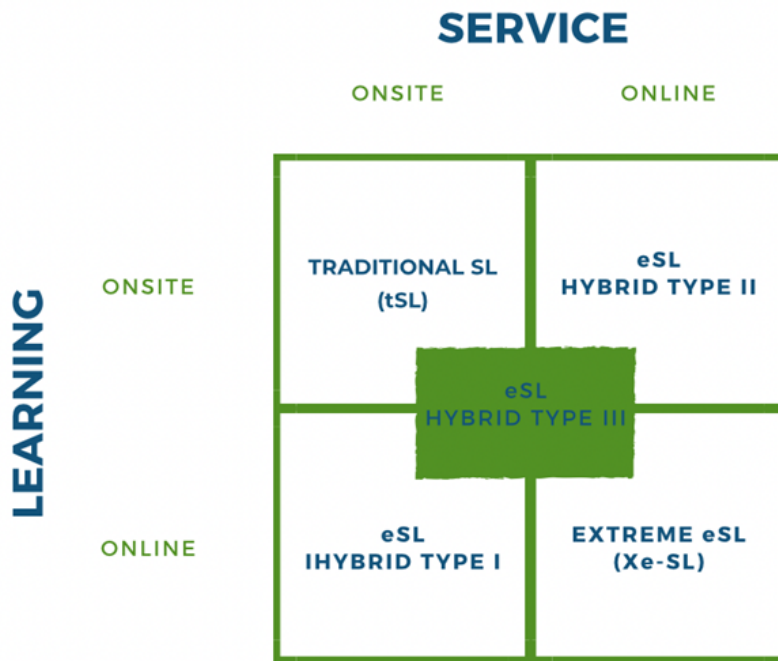 SERVICE
ONSITE
ONLINE
LEARNING
ONSITE
TRADITIONAL SL
(tSL)
eSL
HYBRID TYPE II
eSL
HYBRID TYPE III
ONLINE
eSL
IHYBRID TYPE I
EXTREME eSL
(Xe-SL)